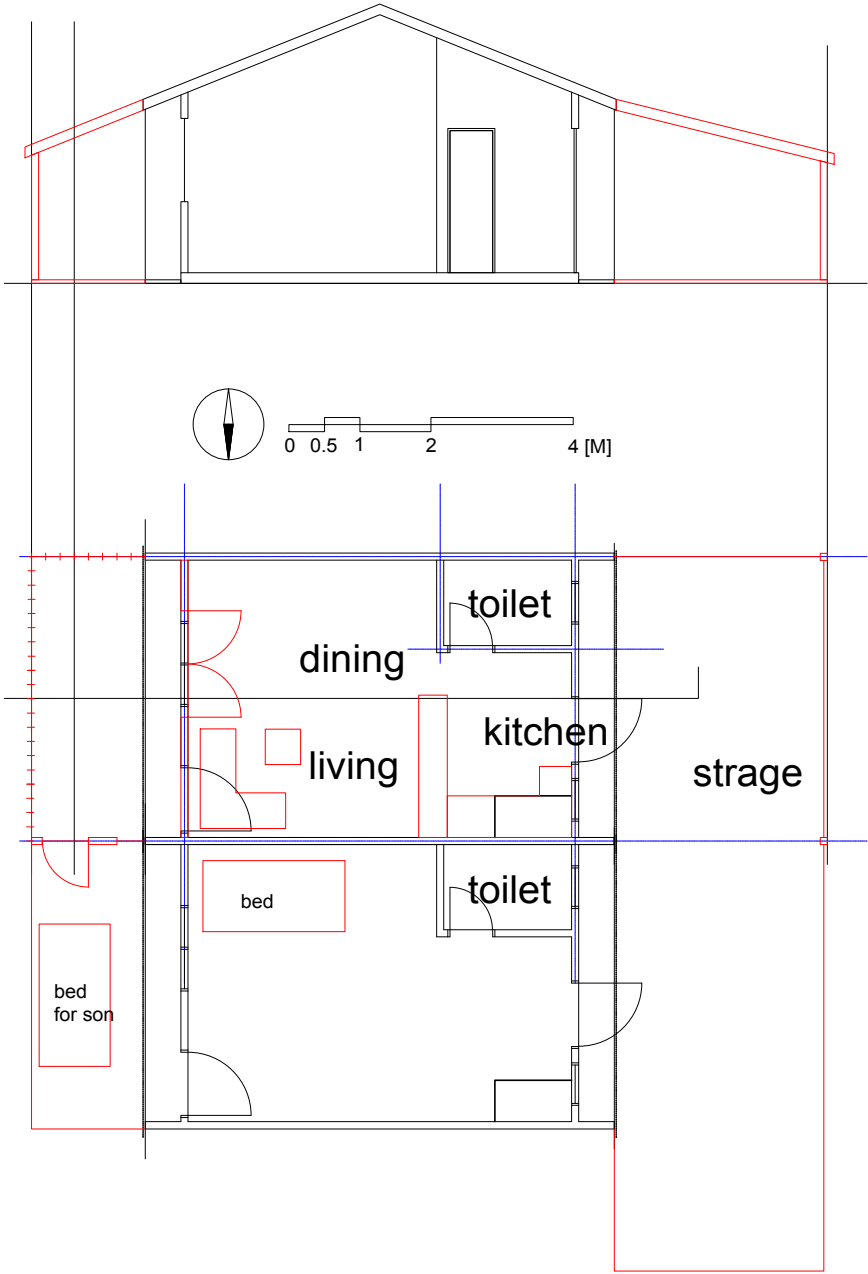 0 0.5 1 2 4 [M]
toilet
dining
kitchen
living
strage
toilet
bed
bed
for son